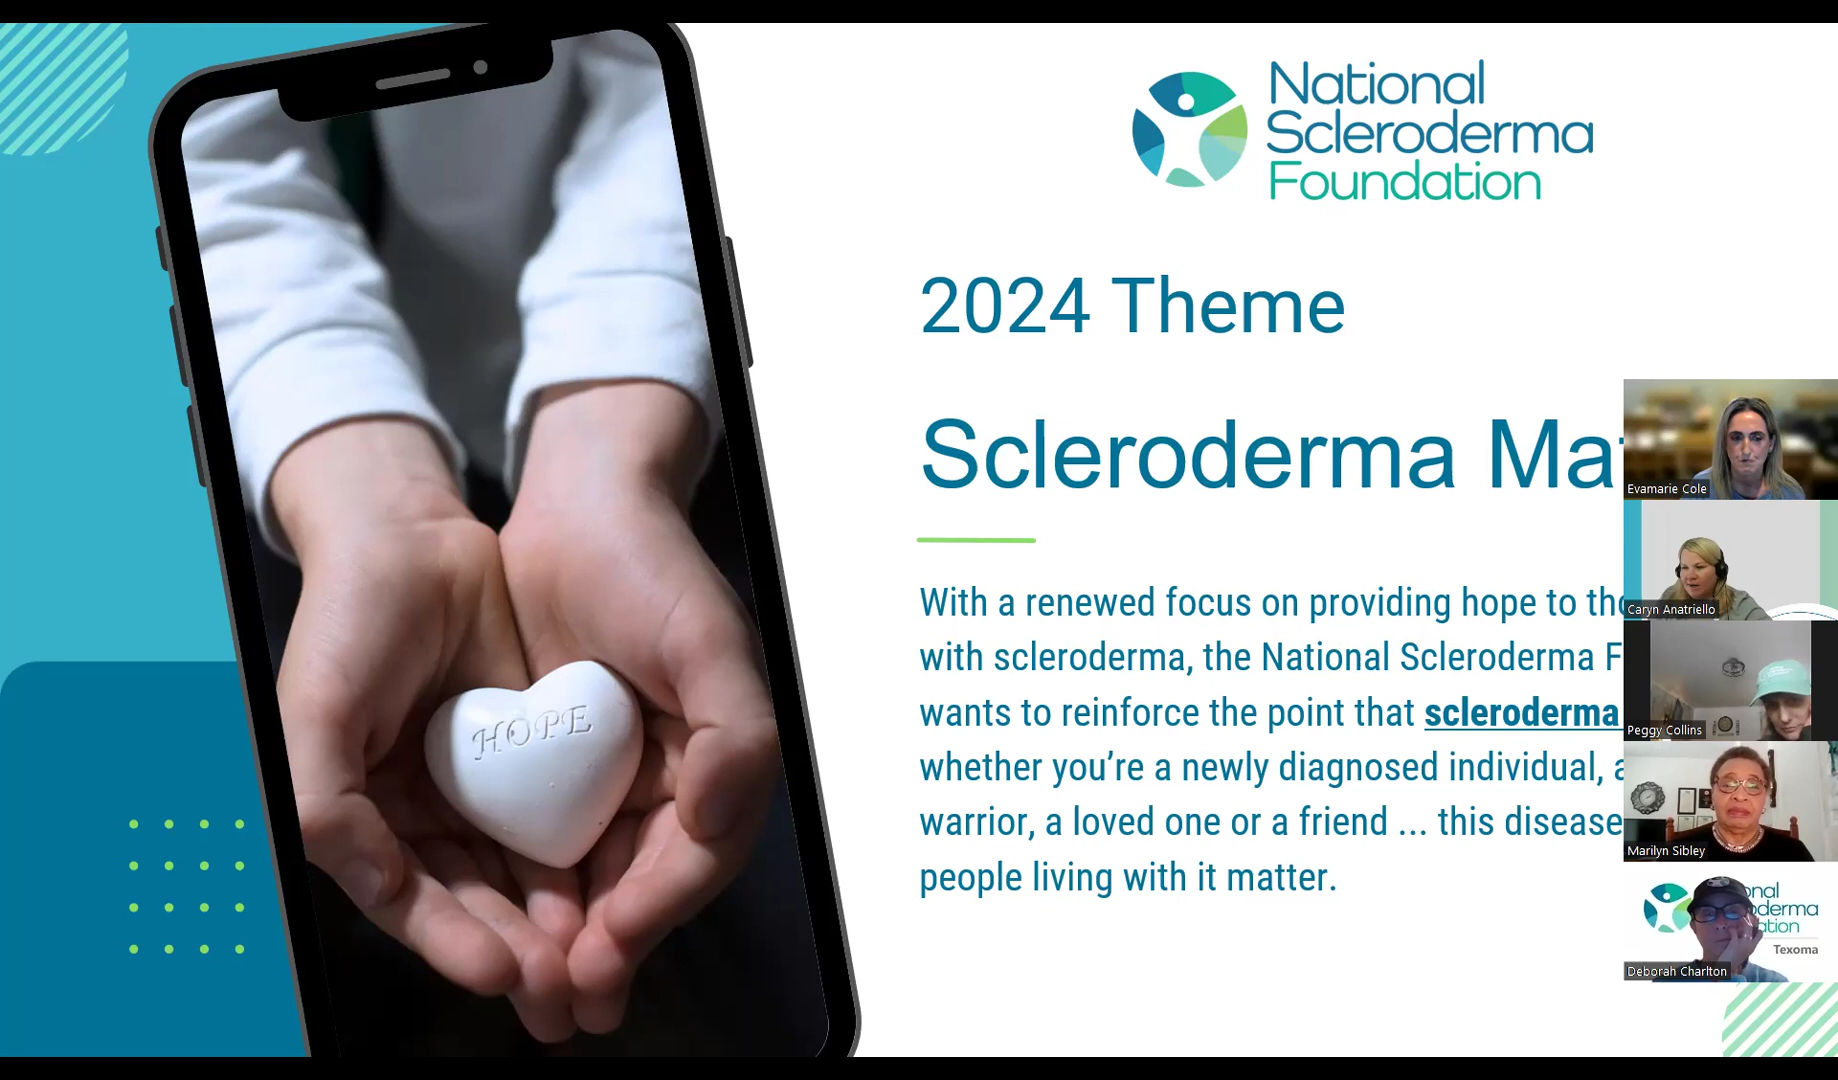 National
Scleroderma
Foundation
2024 Theme
Scleroderma
With a renewed focus on providing hope to
with scleroderma, the National Scleroderma
wants to reinforce the point that scleroderma
whether you’re a newly diagnosed individual,
warrior, a loved one or a friend ... this disease
people living with it matter.
HOPE
Evamarie Cole
Caryn Anatriello
Peggy Collins
Marilyn Sibley
Texoma
Deborah Charlton